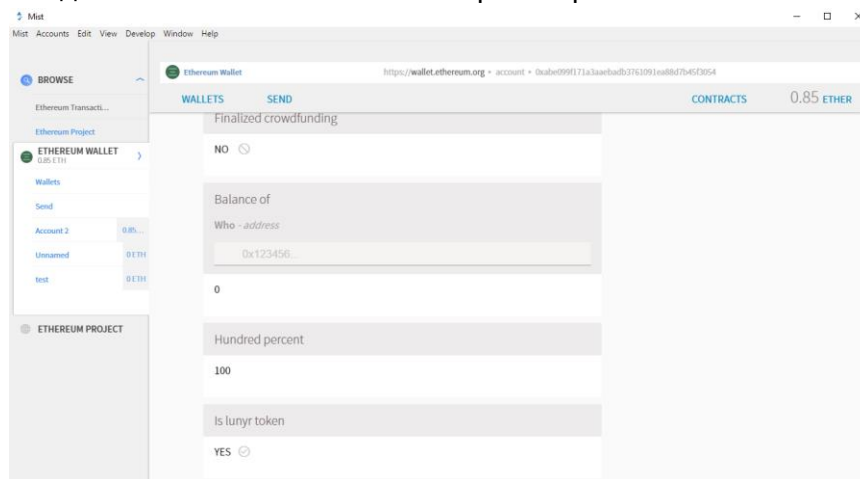 Mist
Mist Accounts Edit View Develop Window Help
BROWSE
Ethereum Transacti...
Ethereum Project
ETHEREUM WALLET
0.85 ETH
Wallets
Send
Account 2 0.85...
Unnamed 0 ETH
test 0 ETH
ETHEREUM PROJECT
Ethereum Wallet https://wallet.ethereum.org • account •
WALLETS SEND CONTRACTS 0.85 ETHER
Finalized crowdfunding
NO
Balance of
Who - address
0x123456...
0
Hundred percent
100
Is lunyr token
YES